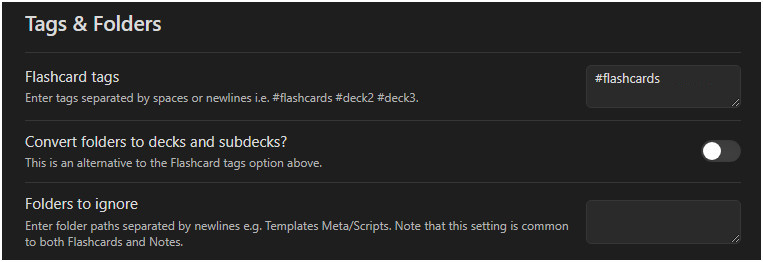 Tags & Folders
Flashcard tags
#flashcards
Enter tags separated by spaces or newlines i.e. #flashcards #deck2 #deck3.
Convert folders to decks and subdecks?
This is an alternative to the Flashcard tags option above.
Folders to ignore
Enter folder paths separated by newlines e.g. Templates Meta/Scripts. Note that this setting is common
to both Flashcards and Notes.